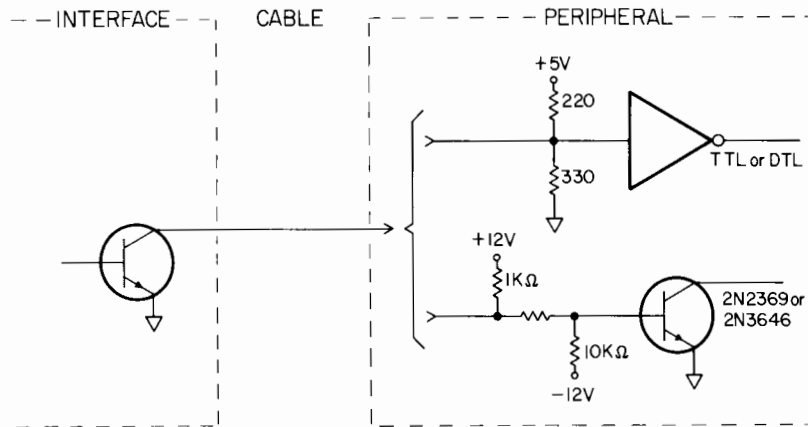 INTERFACE
CABLE
PERIPHERAL
+5V
220
330
TTL or DTL
+12V
1KΩ
10KΩ
-12V
2N2369 or
2N3646